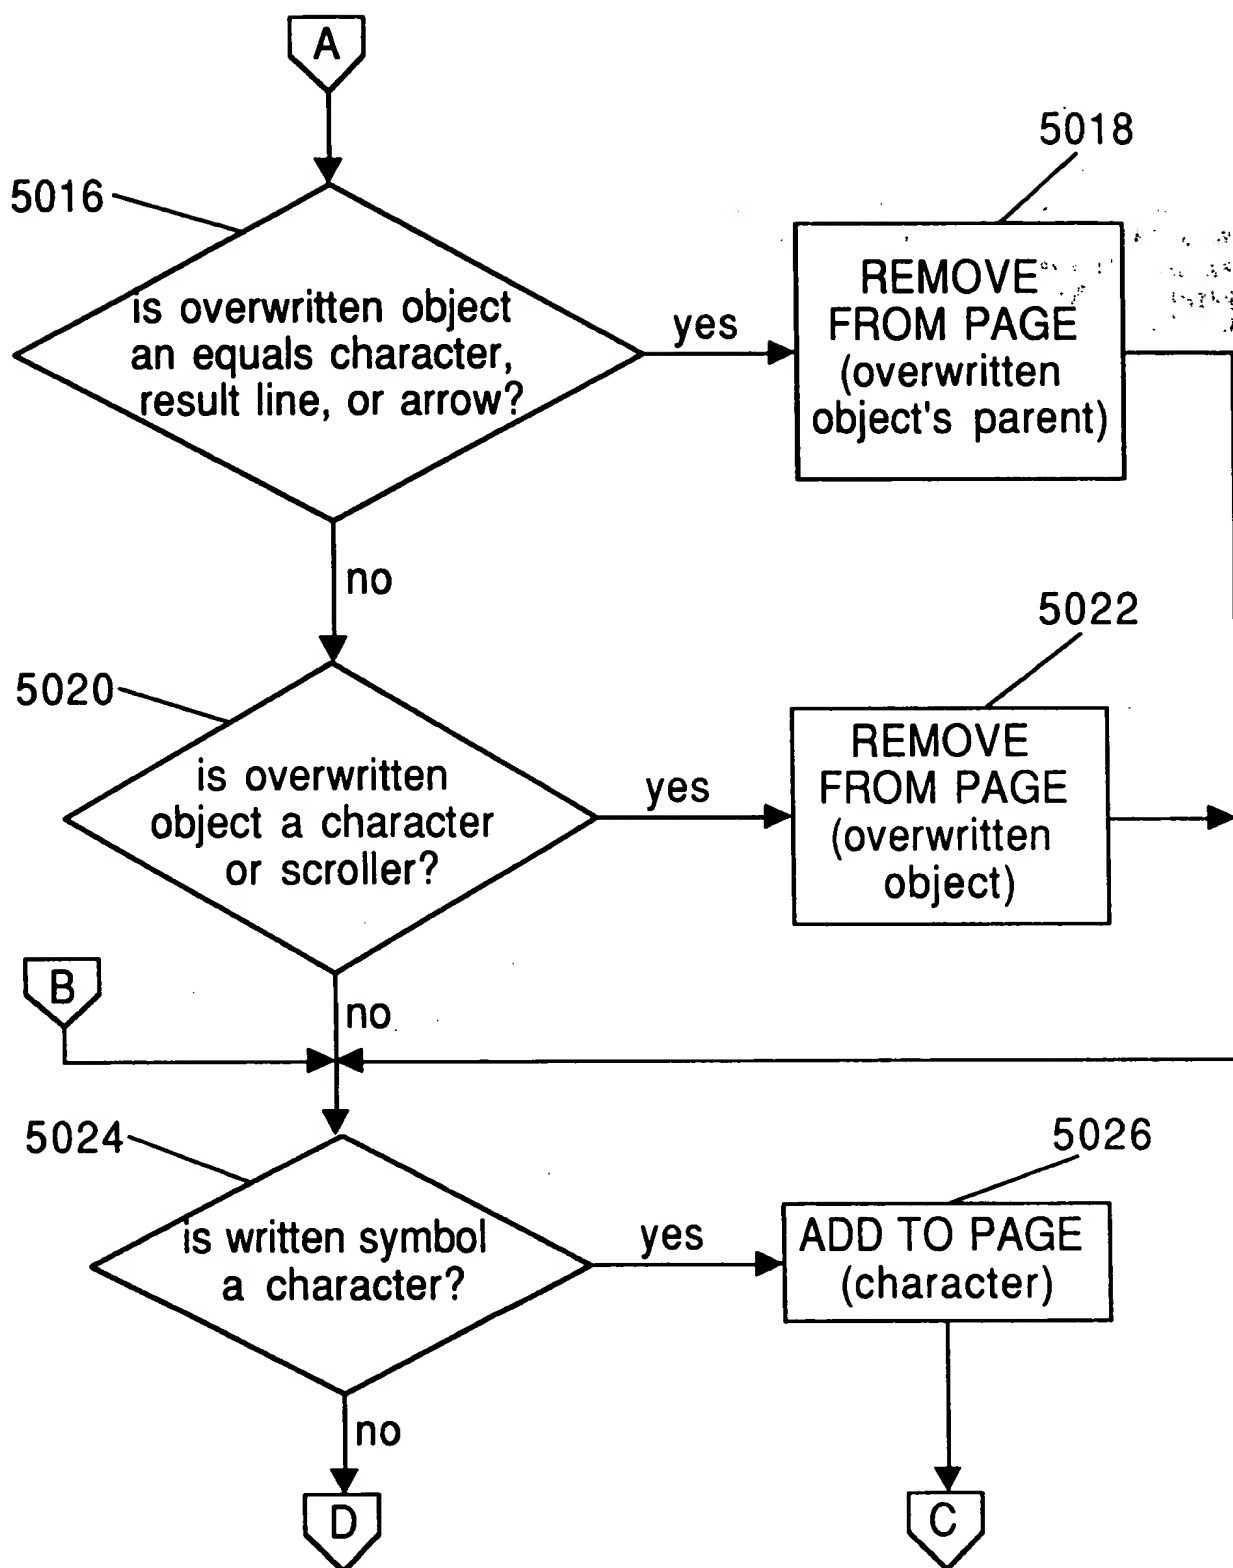 A
5016
is overwritten object
an equals character,
result line, or arrow?
yes
5018
REMOVE
FROM PAGE
(overwritten
object's parent)
no
5020
is overwritten
object a character
or scroller?
yes
5022
REMOVE
FROM PAGE
(overwritten
object)
B
no
5024
is written symbol
a character?
yes
5026
ADD TO PAGE
(character)
no
D
C